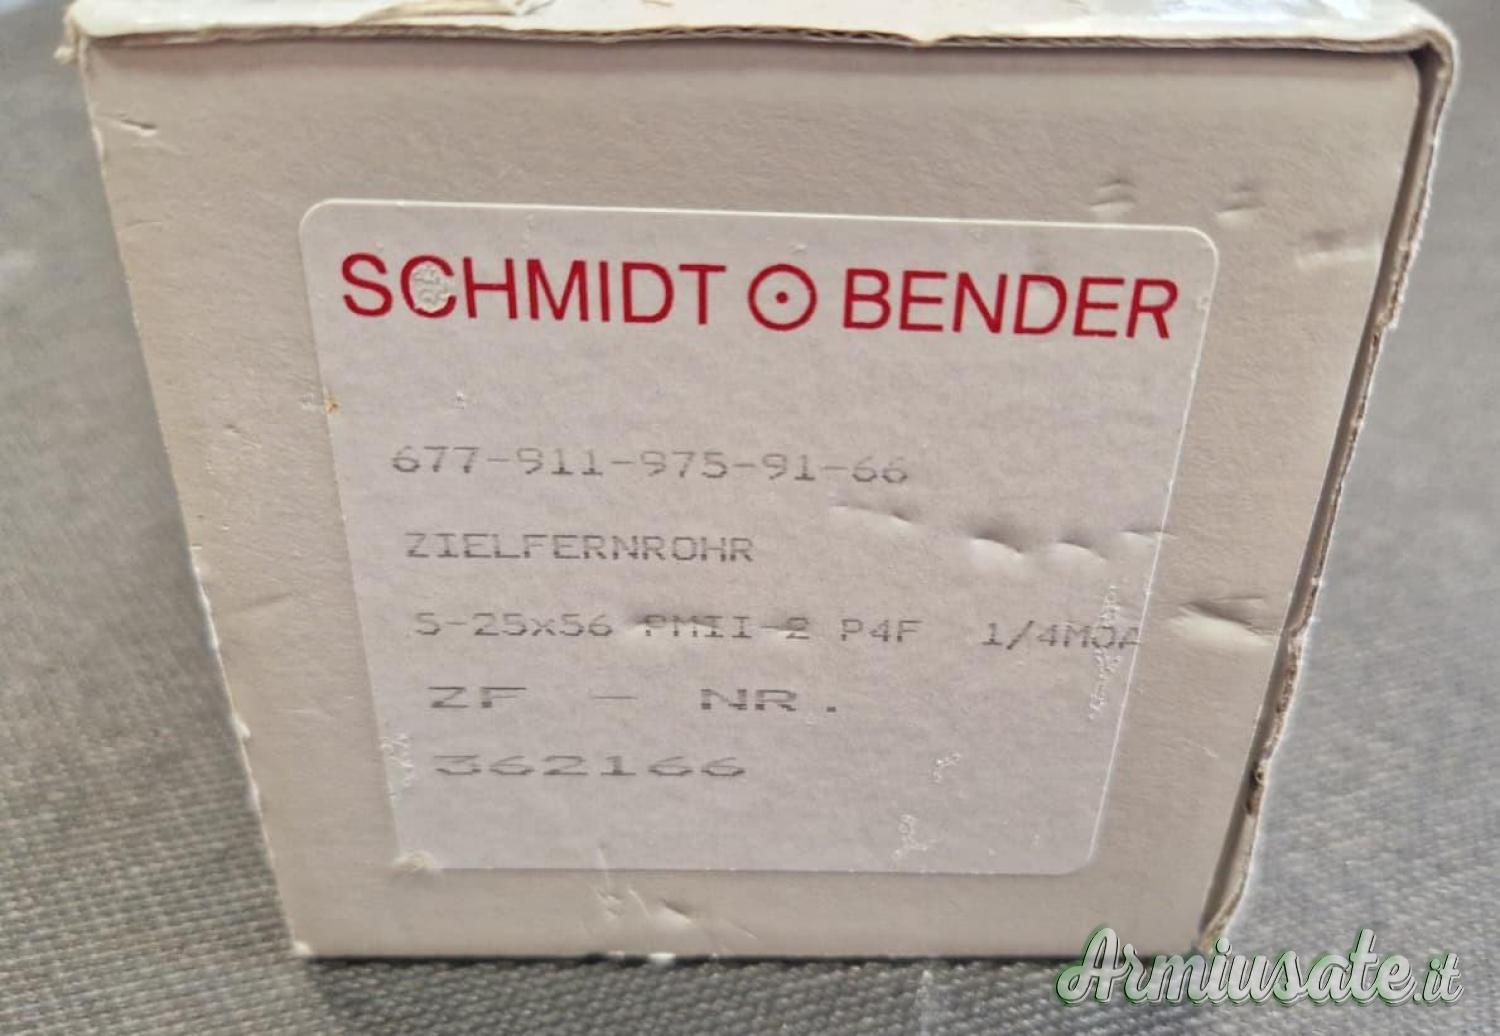 SCHMIDT ⊙ BENDER
677-911-975-91-66
ZIELFERNROHR
5-25x56 PMII-2 P4F 1/4MOA
ZF - NR.
362166
Armiusate.it